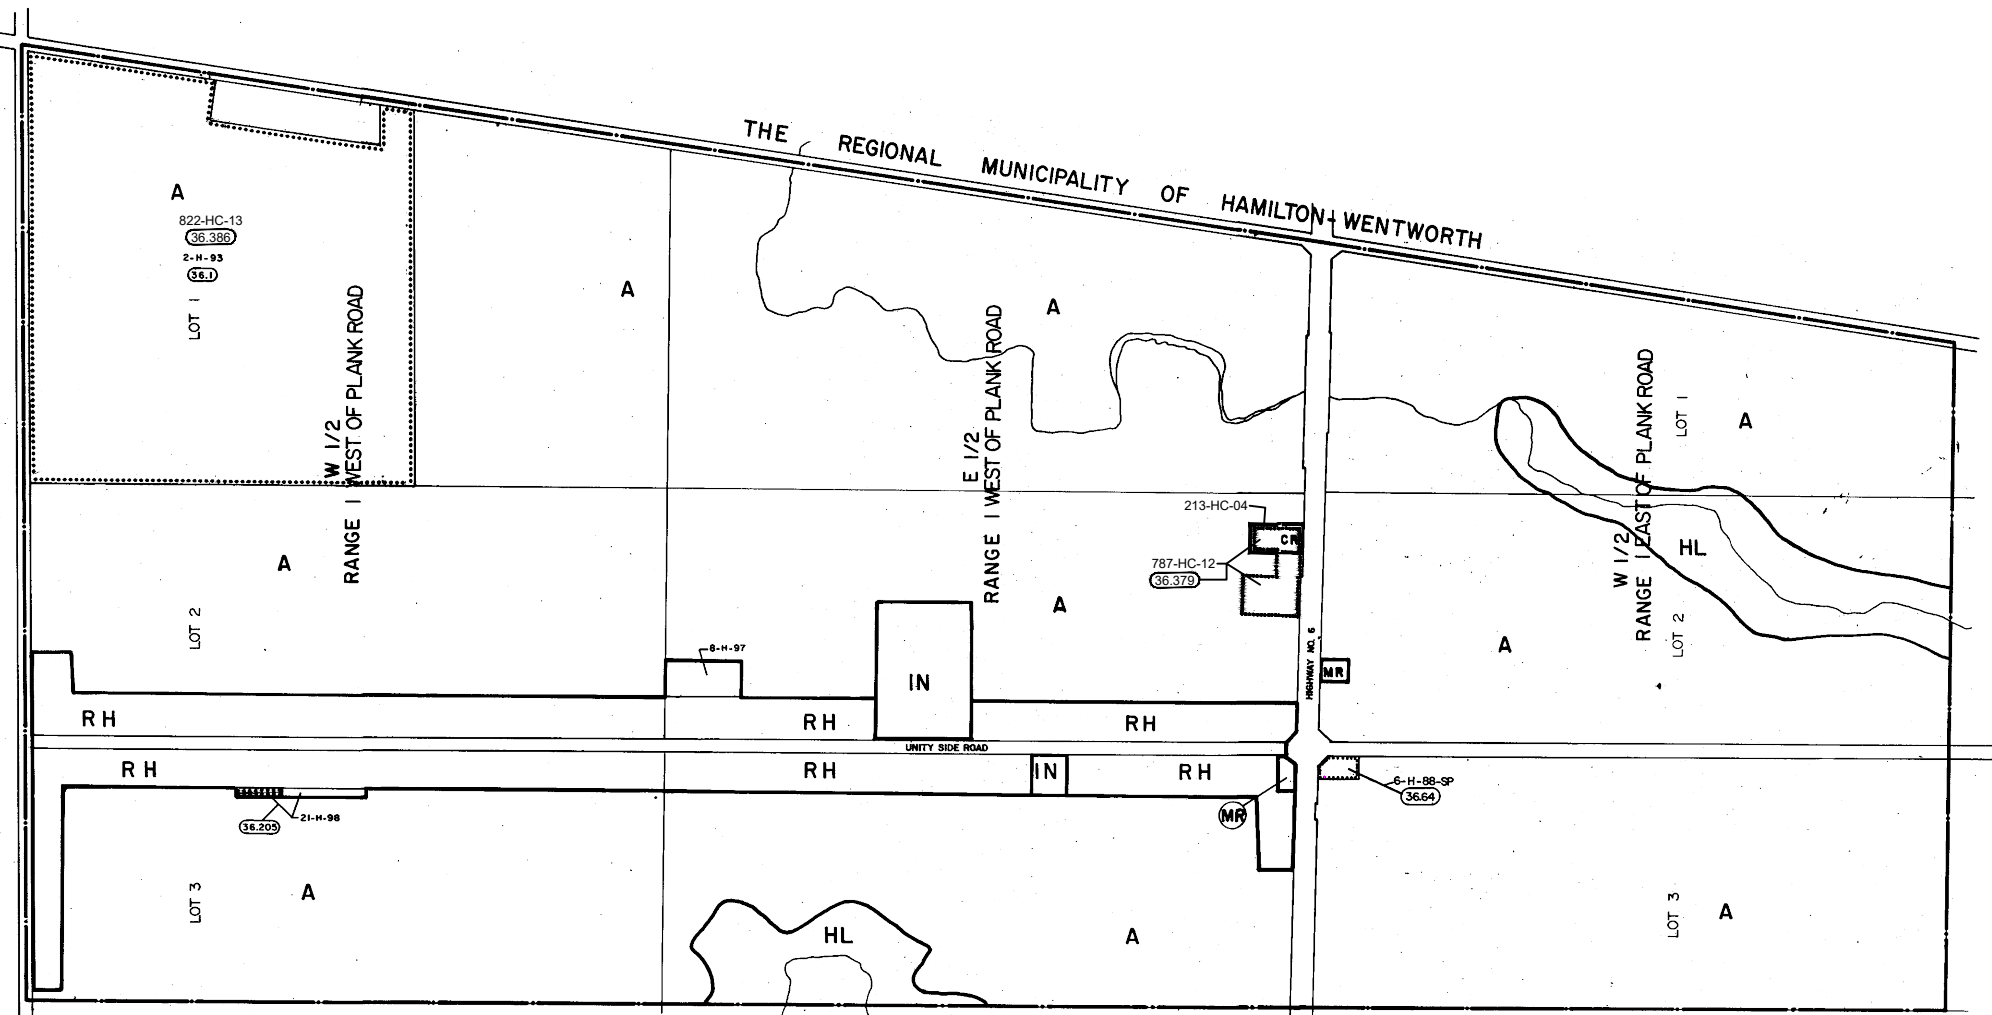 THE REGIONAL MUNICIPALITY OF HAMILTON-WENTWORTH
A
822-HC-13
36.386
2-H-93
36.1
LOT 1
W 1/2
RANGE 1 WEST OF PLANK ROAD
A
A
E 1/2
RANGE 1 WEST OF PLANK ROAD
LOT 1
A
W 1/2
RANGE 1 EAST OF PLANK ROAD
213-HC-04
CR
787-HC-12
36.379
HL
A
A
A
LOT 2
LOT 2
HIGHWAY NO. 6
8-H-97
IN
MR
RH
RH
RH
UNITY SIDE ROAD
RH
RH
IN
RH
6-H-88-SP
36.64
MR
21-H-98
36.205
LOT 3
A
HL
A
LOT 3
A